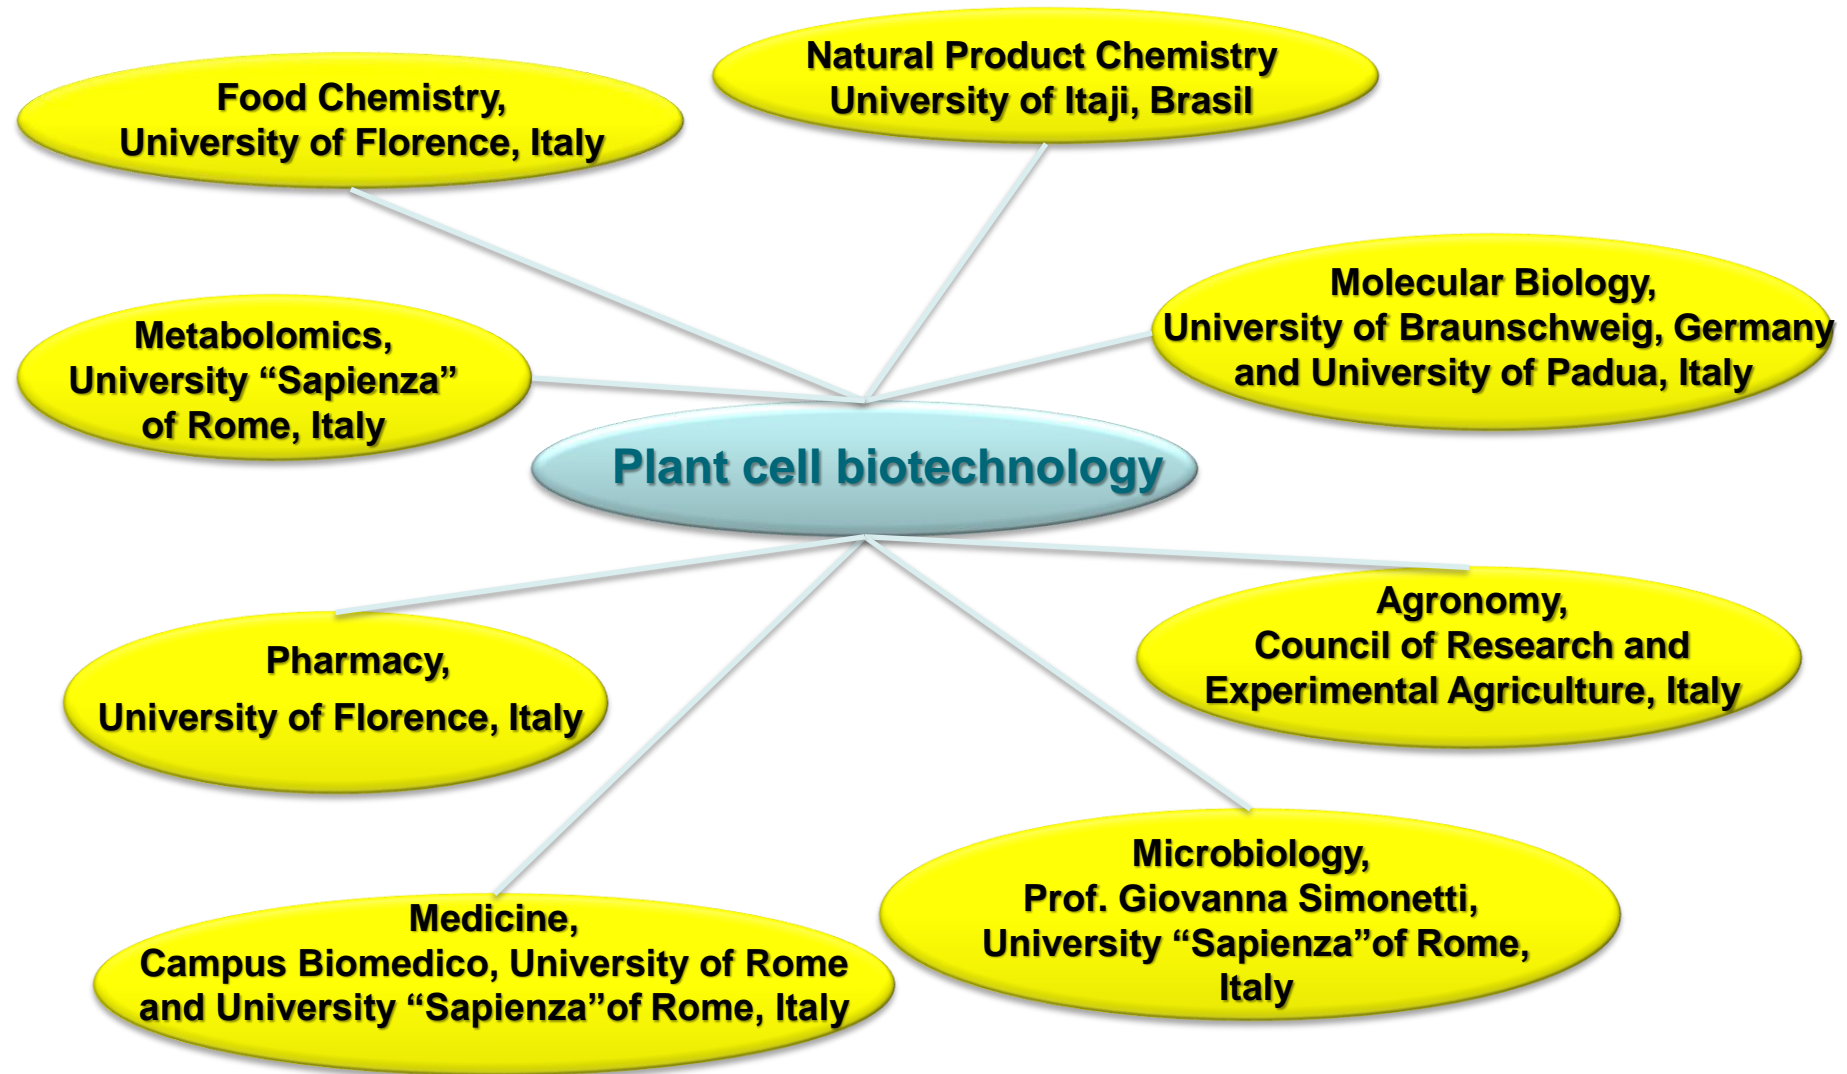 Food Chemistry,
University of Florence, Italy
Natural Product Chemistry
University of Itaji, Brasil
Metabolomics,
University “Sapienza”
of Rome, Italy
Molecular Biology,
University of Braunschweig, Germany
and University of Padua, Italy
Plant cell biotechnology
Pharmacy,
University of Florence, Italy
Agronomy,
Council of Research and
Experimental Agriculture, Italy
Medicine,
Campus Biomedico, University of Rome
and University “Sapienza”of Rome, Italy
Microbiology,
Prof. Giovanna Simonetti,
University “Sapienza”of Rome,
Italy